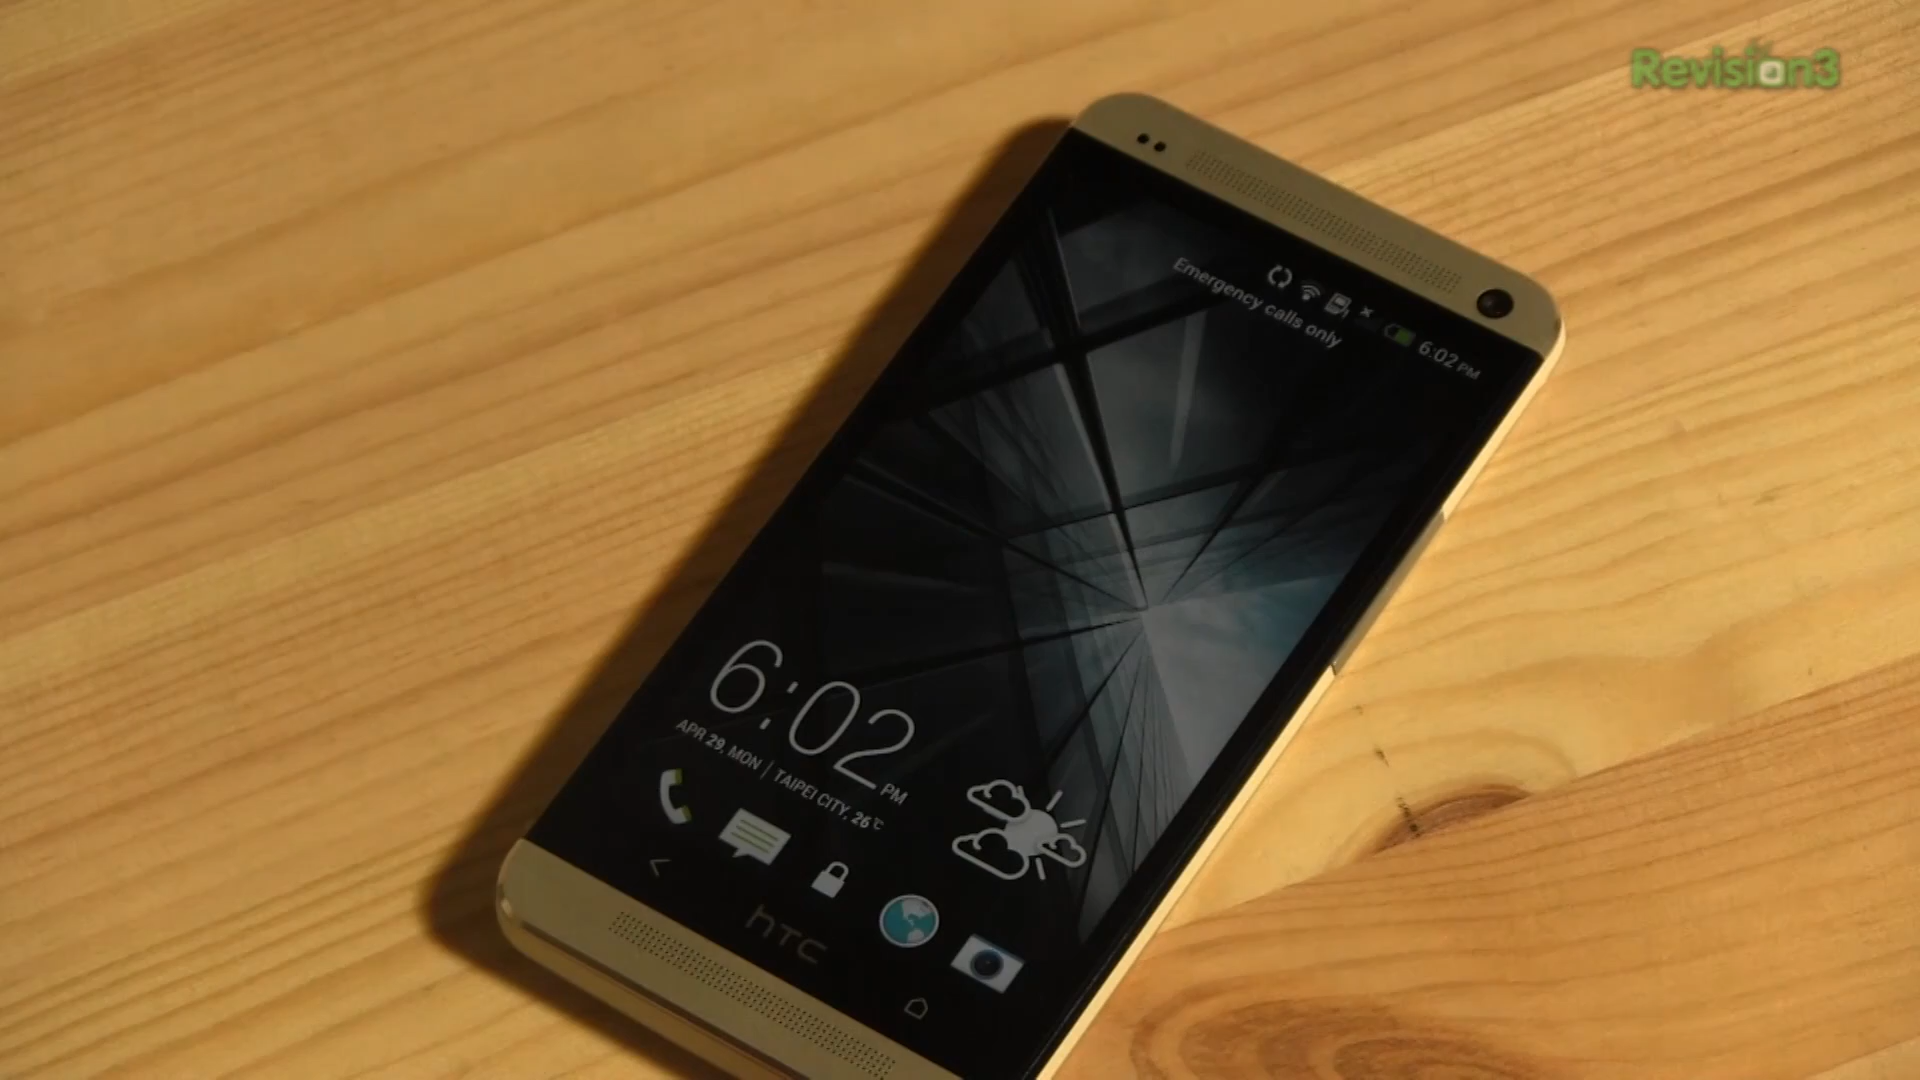 Revision3
Emergency calls only
6:02 PM
6:02 PM
APR 29, MON | TAIPEI CITY, 26°C
hTC